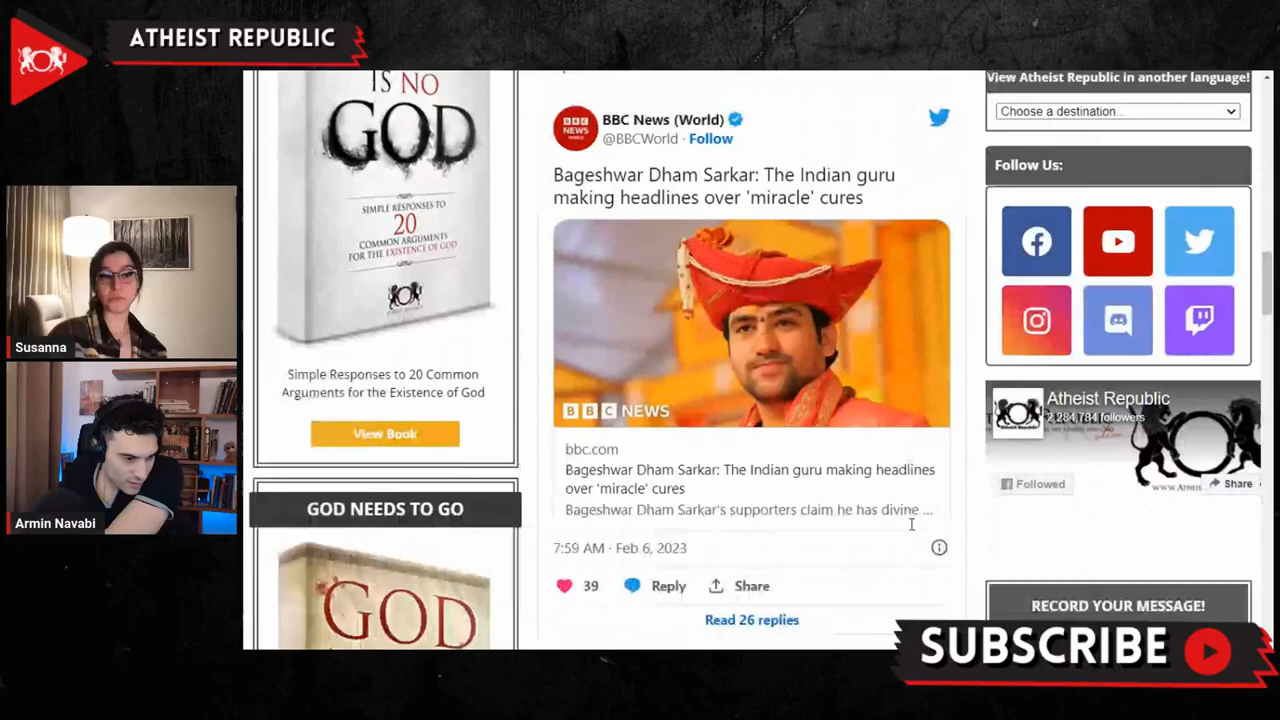 ATHEIST REPUBLIC
Susanna
Armin Navabi
IS NO
GOD
SIMPLE RESPONSES TO
20
COMMON ARGUMENTS
FOR THE EXISTENCE OF GOD
Simple Responses to 20 Common
Arguments for the Existence of God
View Book
GOD NEEDS TO GO
GOD
BBC NEWS
BBC News (World)
@BBCWorld · Follow
Bageshwar Dham Sarkar: The Indian guru
making headlines over 'miracle' cures
BBC NEWS
bbc.com
Bageshwar Dham Sarkar: The Indian guru making headlines
over 'miracle' cures
Bageshwar Dham Sarkar's supporters claim he has divine ...
7:59 AM · Feb 6, 2023
39 Reply Share
Read 26 replies
View Atheist Republic in another language!
Choose a destination...
Follow Us:
Atheist Republic
2,284,784 followers
Followed
Share
RECORD YOUR MESSAGE!
SUBSCRIBE